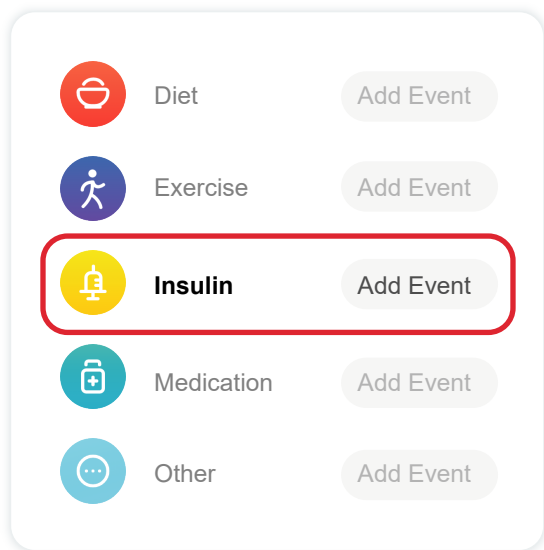 Diet Add Event
Exercise Add Event
Insulin Add Event
Medication Add Event
Other Add Event